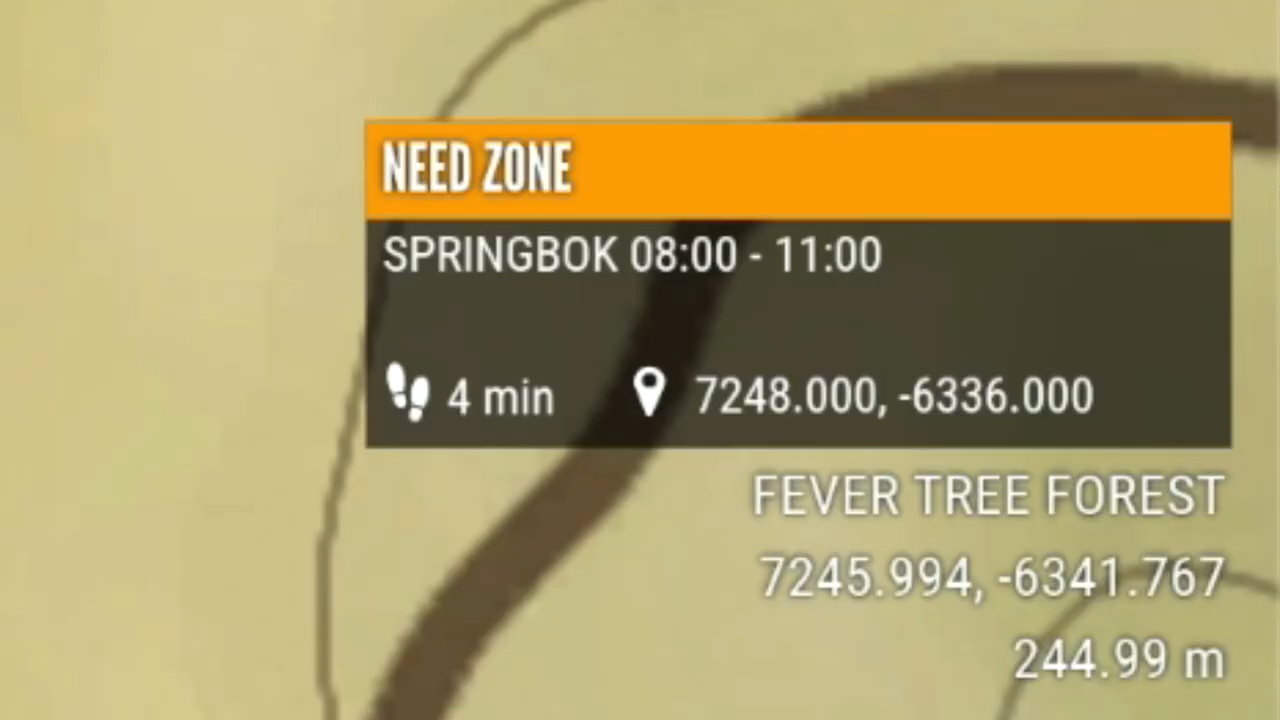 NEED ZONE
SPRINGBOK 08:00 - 11:00
4 min 7248.000, -6336.000
FEVER TREE FOREST
7245.994, -6341.767
244.99 m